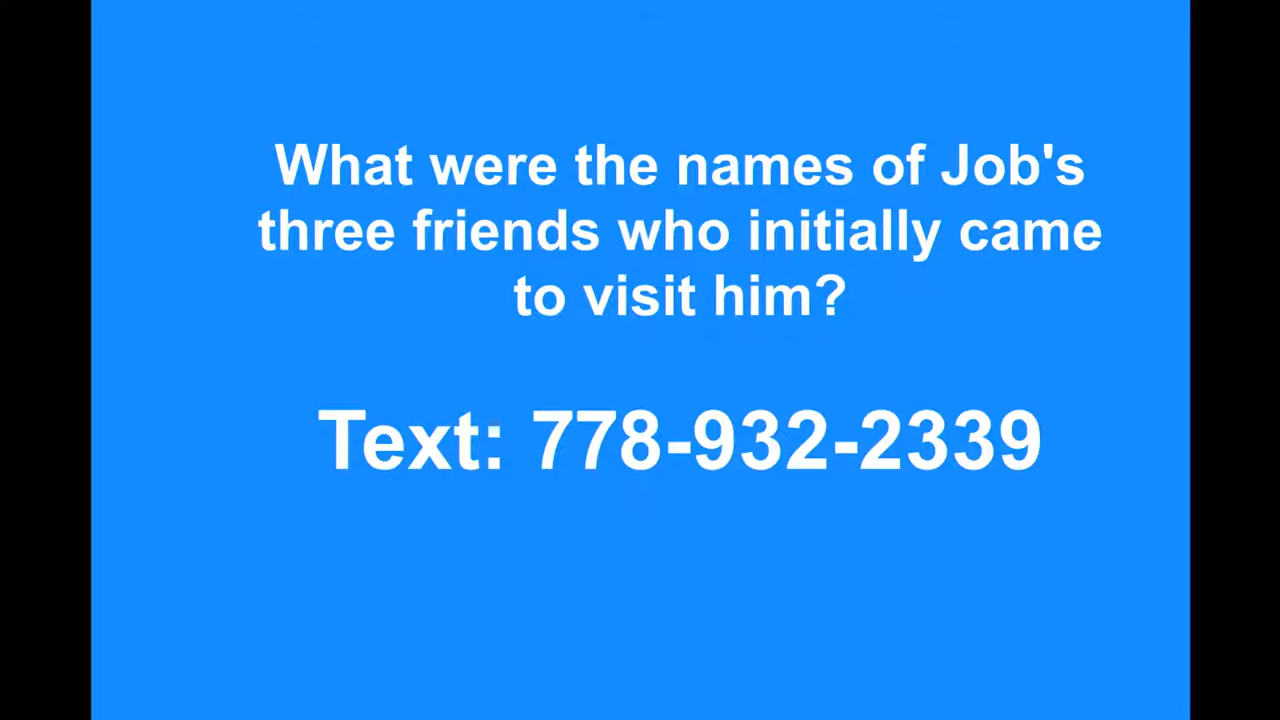 What were the names of Job's
three friends who initially came
to visit him?
Text: 778-932-2339